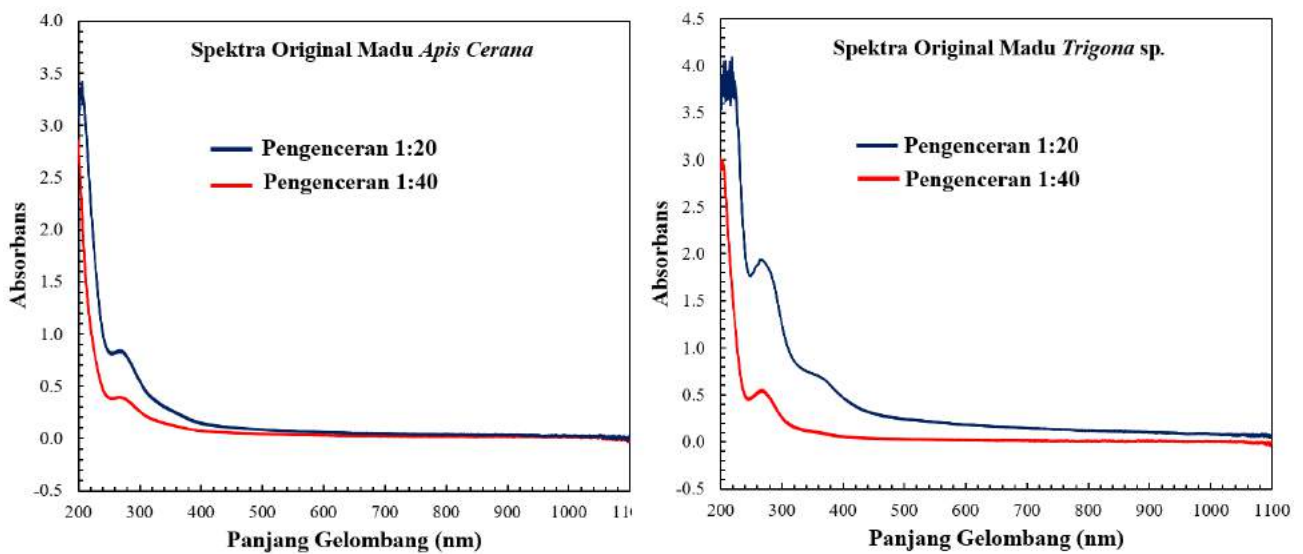 Spektra Original Madu Apis Cerana
Pengenceran 1:20
Pengenceran 1:40
Absorbans
4.0
3.5
3.0
2.5
2.0
1.5
1.0
0.5
0.0
-0.5
200 300 400 500 600 700 800 900 1000 110
Panjang Gelombang (nm)
Spektra Original Madu Trigona sp.
Pengenceran 1:20
Pengenceran 1:40
Absorbans
4.5
4.0
3.5
3.0
2.5
2.0
1.5
1.0
0.5
0.0
-0.5
200 300 400 500 600 700 800 900 1000 1100
Panjang Gelombang (nm)